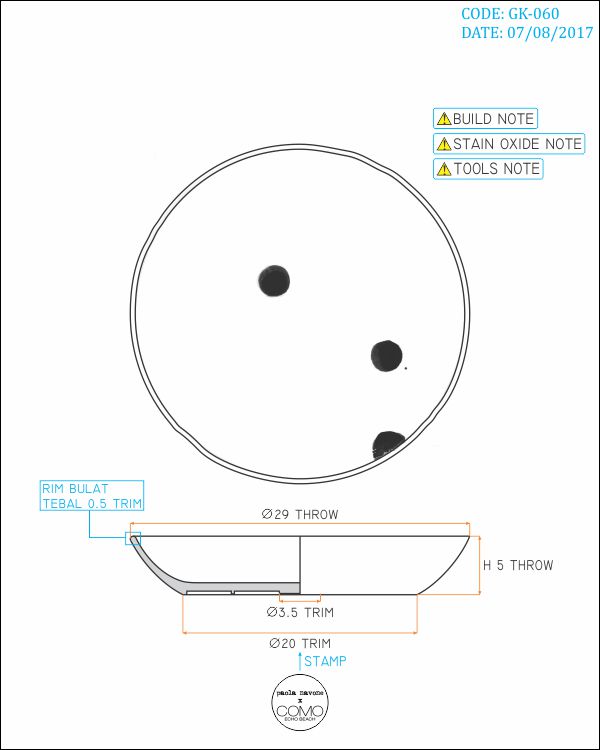 CODE: GK-060
DATE: 07/08/2017
BUILD NOTE
STAIN OXIDE NOTE
TOOLS NOTE
RIM BULAT
TEBAL 0.5 TRIM
Ø29 THROW
H 5 THROW
Ø3.5 TRIM
Ø20 TRIM
STAMP
paola navone
x
COMO
ECHO BEACH